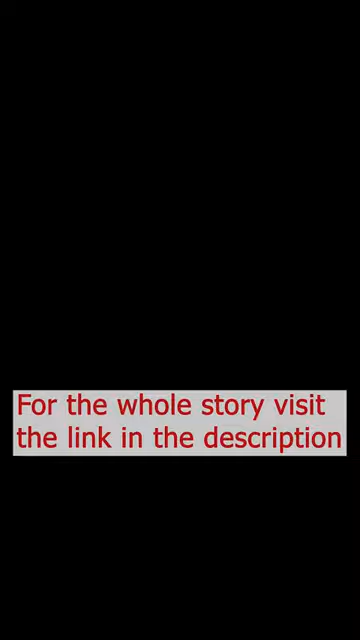 For the whole story visit
the link in the description